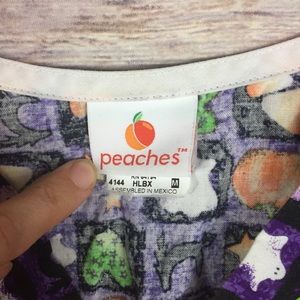 peaches™
4144 HLBX M
ASSEMBLED IN MEXICO